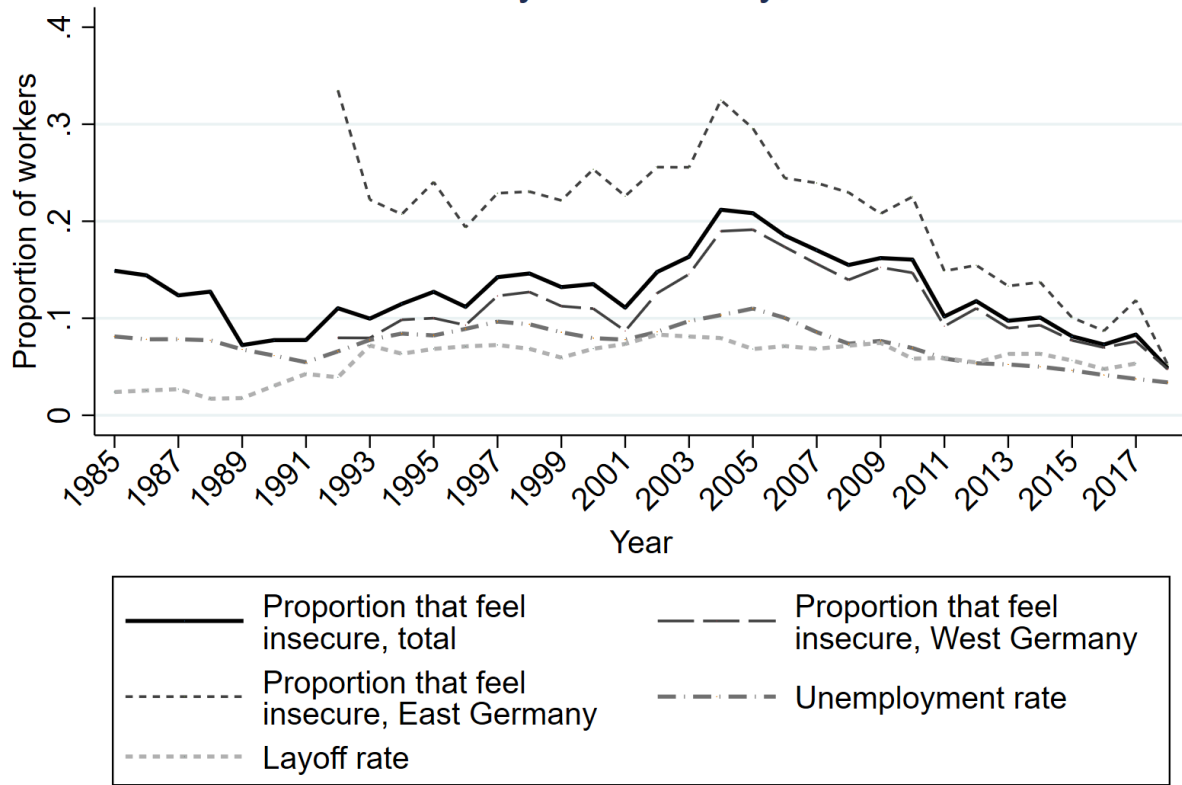 Proportion of workers
.4
.3
.2
.1
0
1985
1987
1989
1991
1993
1995
1997
1999
2001
2003
2005
2007
2009
2011
2013
2015
2017
Year
Proportion that feel
insecure, total
Proportion that feel
insecure, West Germany
Proportion that feel
insecure, East Germany
Unemployment rate
Layoff rate